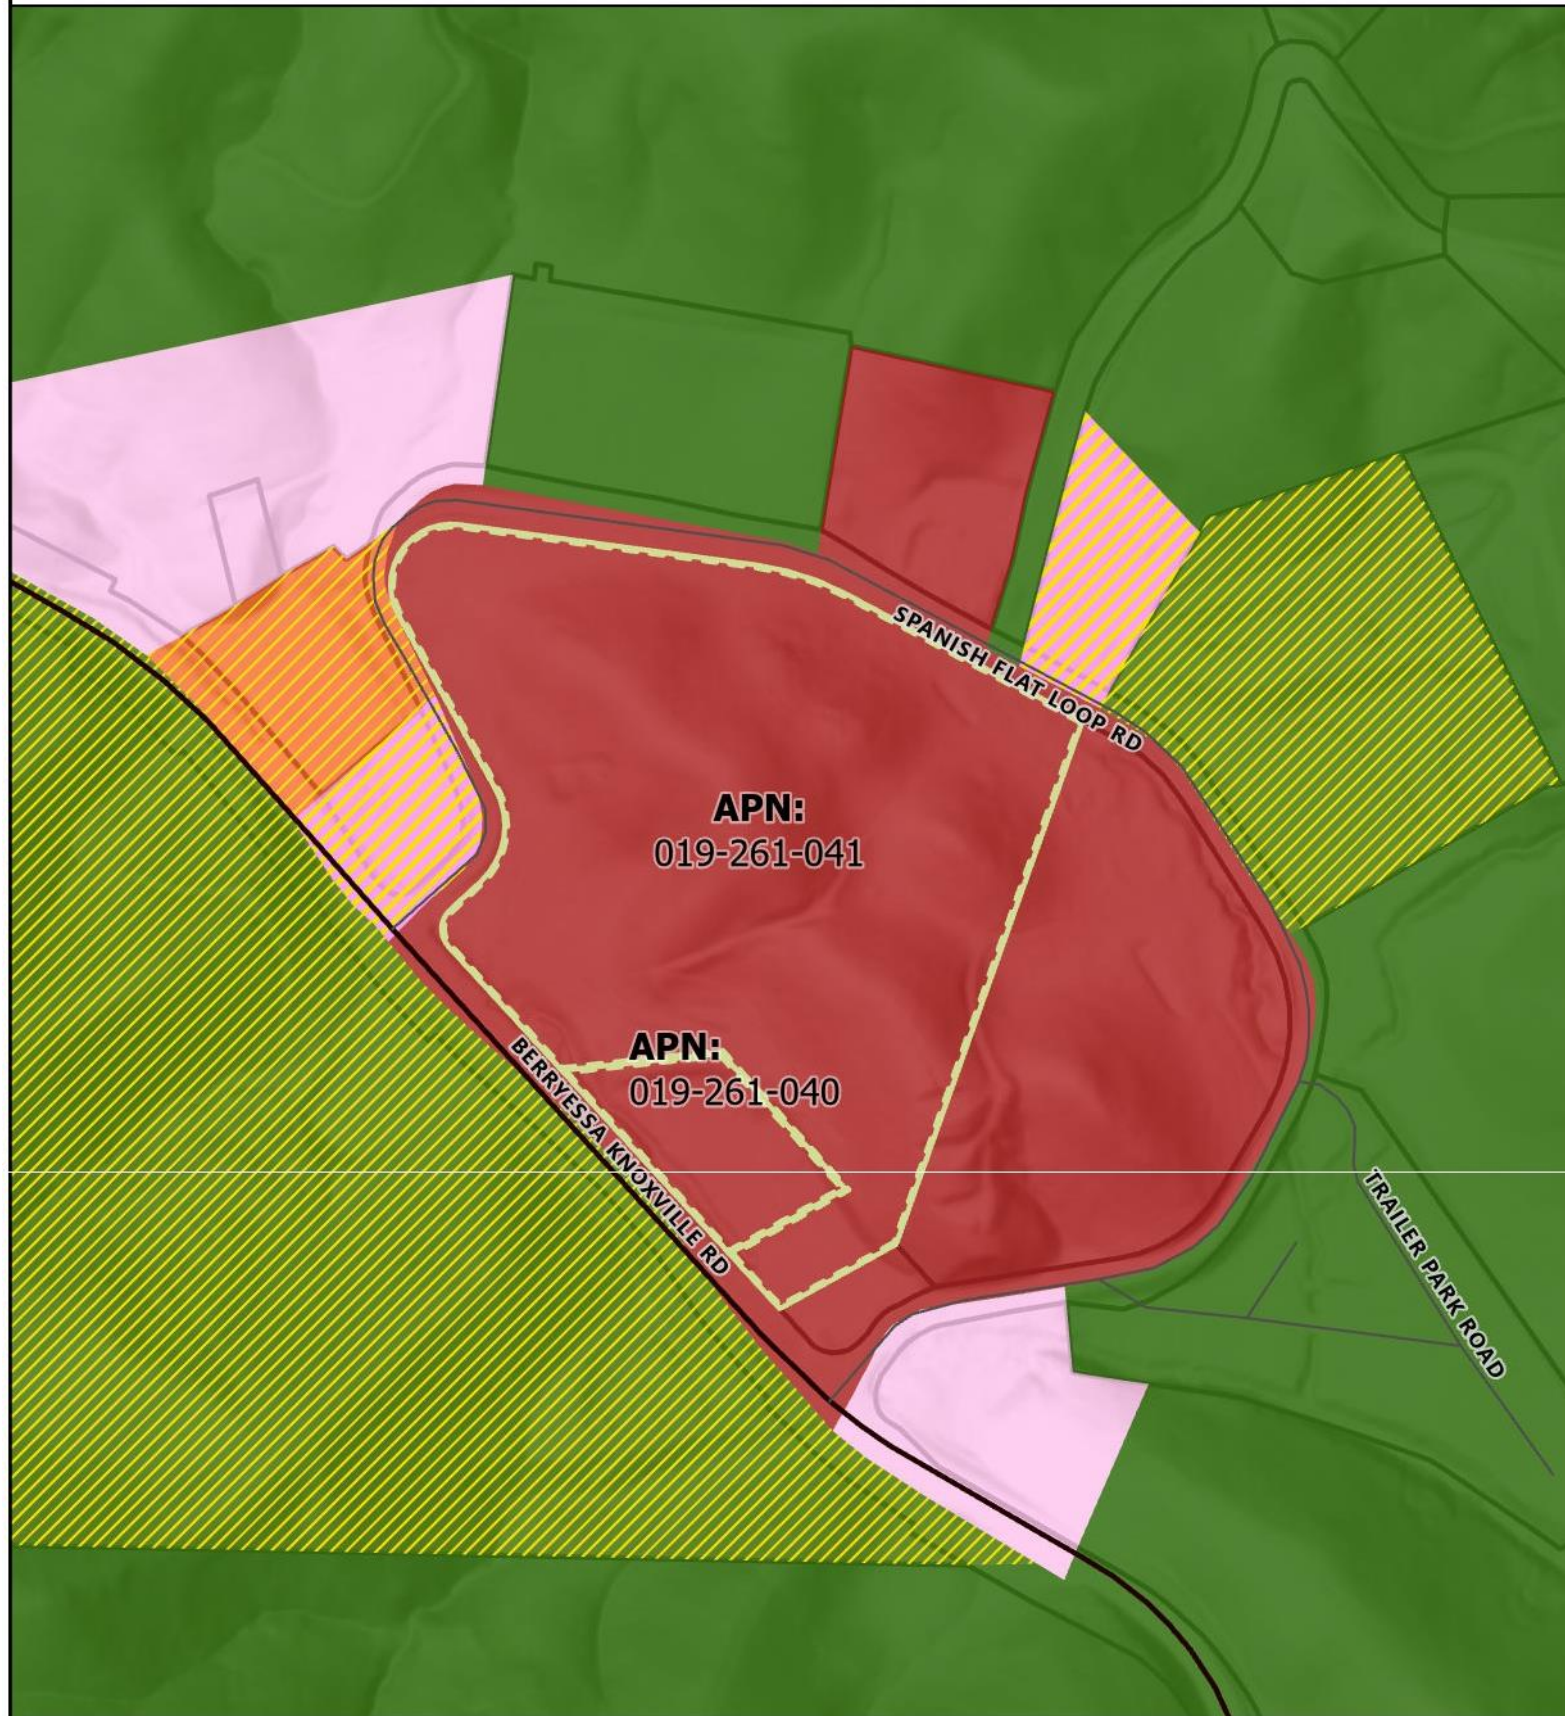 SPANISH FLAT LOOP RD
APN:
019-261-041
APN:
019-261-040
BERRYESSA KNOXVILLE RD
TRAILER PARK ROAD